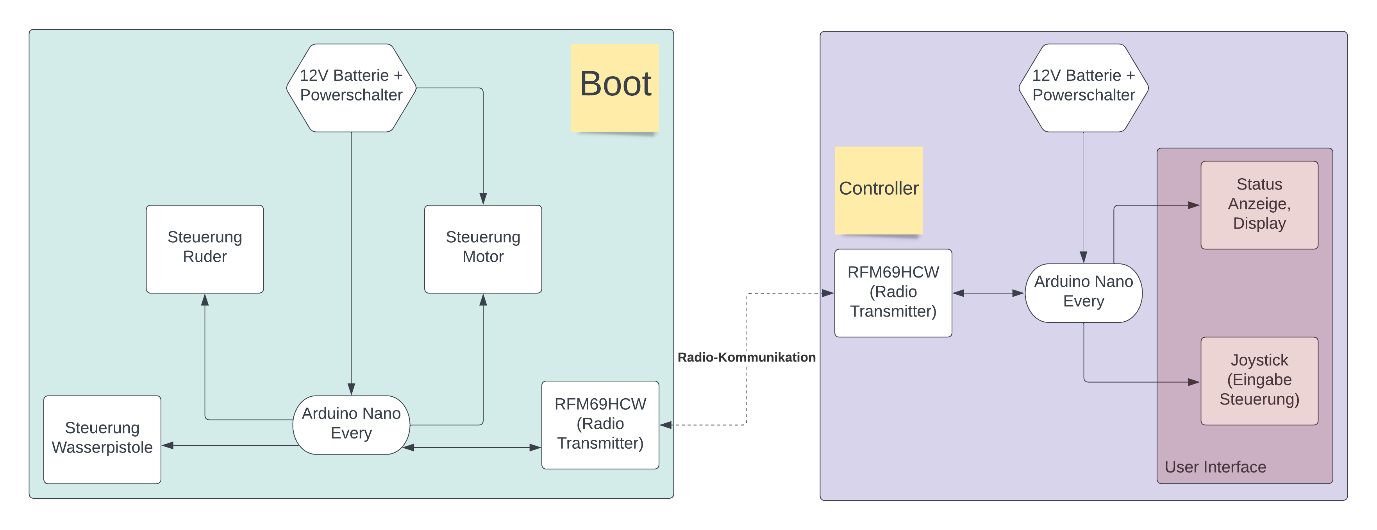 12V Batterie +
Powerschalter
Boot
Steuerung
Ruder
Steuerung
Motor
Steuerung
Wasserpistole
Arduino Nano
Every
RFM69HCW
(Radio
Transmitter)
Radio-Kommunikation
12V Batterie +
Powerschalter
Controller
RFM69HCW
(Radio
Transmitter)
Arduino Nano
Every
Status
Anzeige,
Display
Joystick
(Eingabe
Steuerung)
User Interface